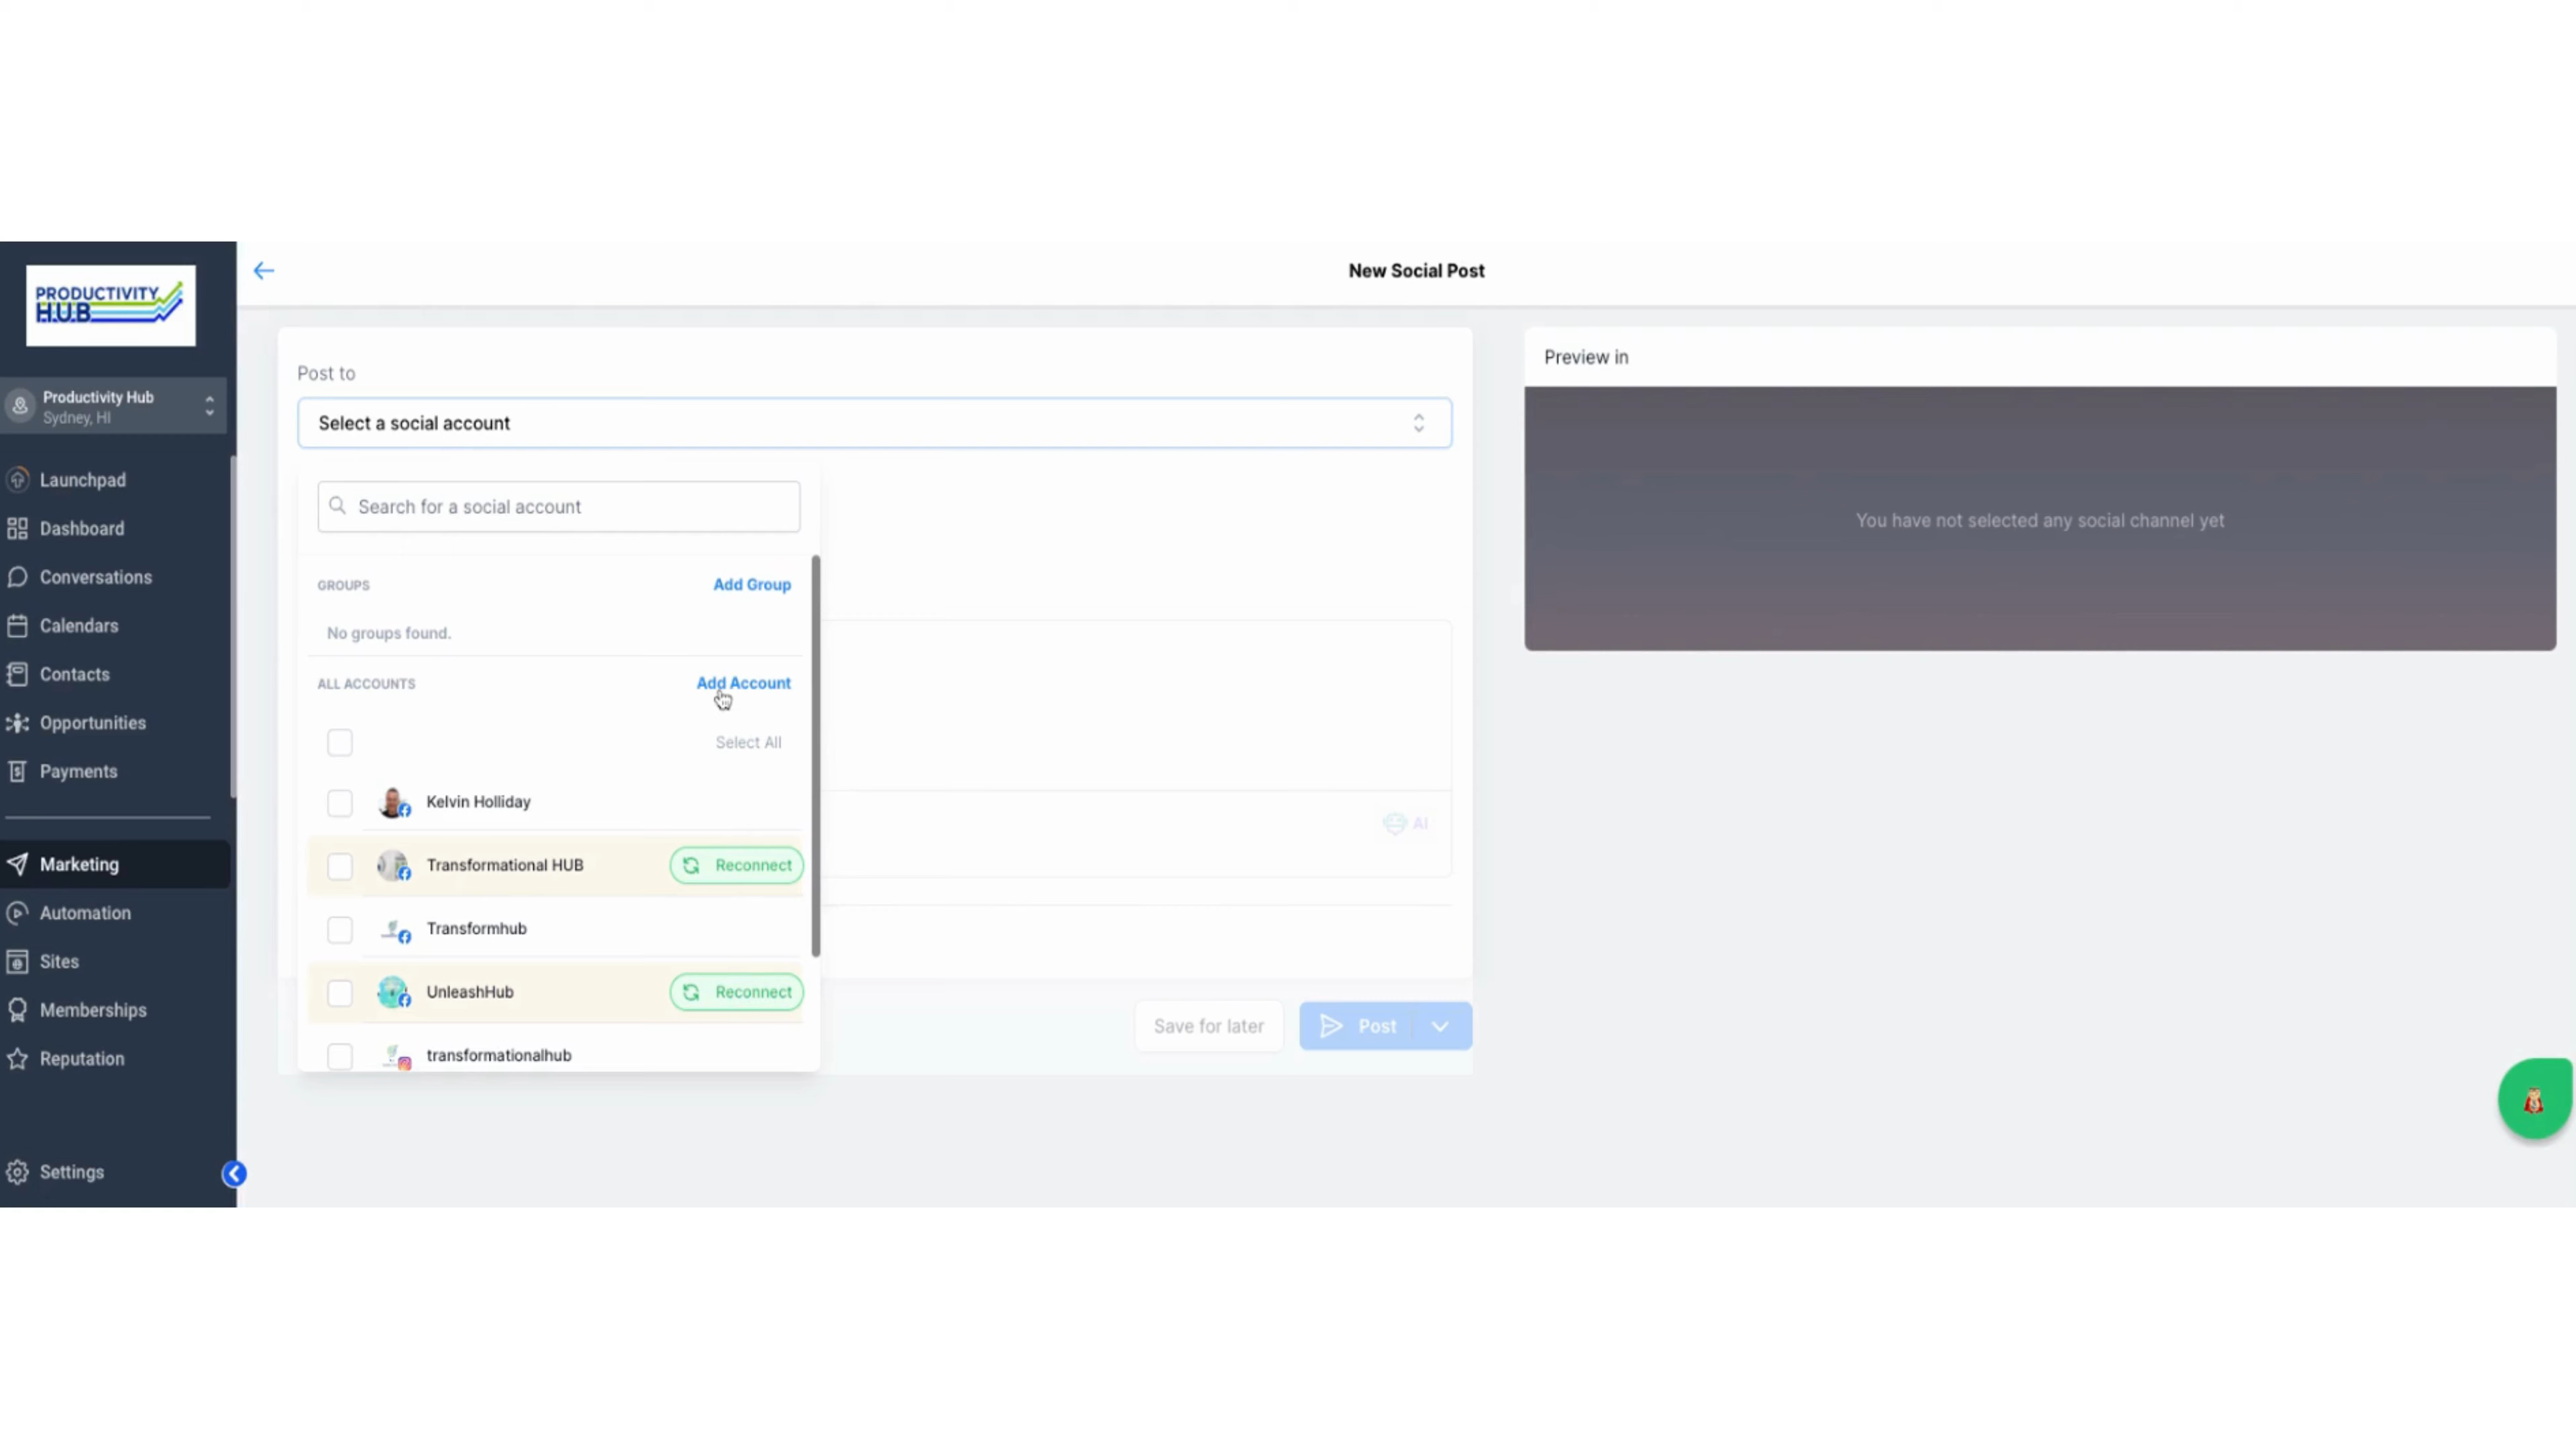 PRODUCTIVITY
H.U.B
Productivity Hub
Sydney, HI
Launchpad
Dashboard
Conversations
Calendars
Contacts
Opportunities
Payments
Marketing
Automation
Sites
Memberships
Reputation
Settings
New Social Post
Post to
Select a social account
Search for a social account
GROUPS
Add Group
No groups found.
ALL ACCOUNTS
Add Account
Select All
Kelvin Holliday
Transformational HUB
Reconnect
Transformhub
UnleashHub
Reconnect
transformationalhub
AI
Save for later
Post
Preview in
You have not selected any social channel yet